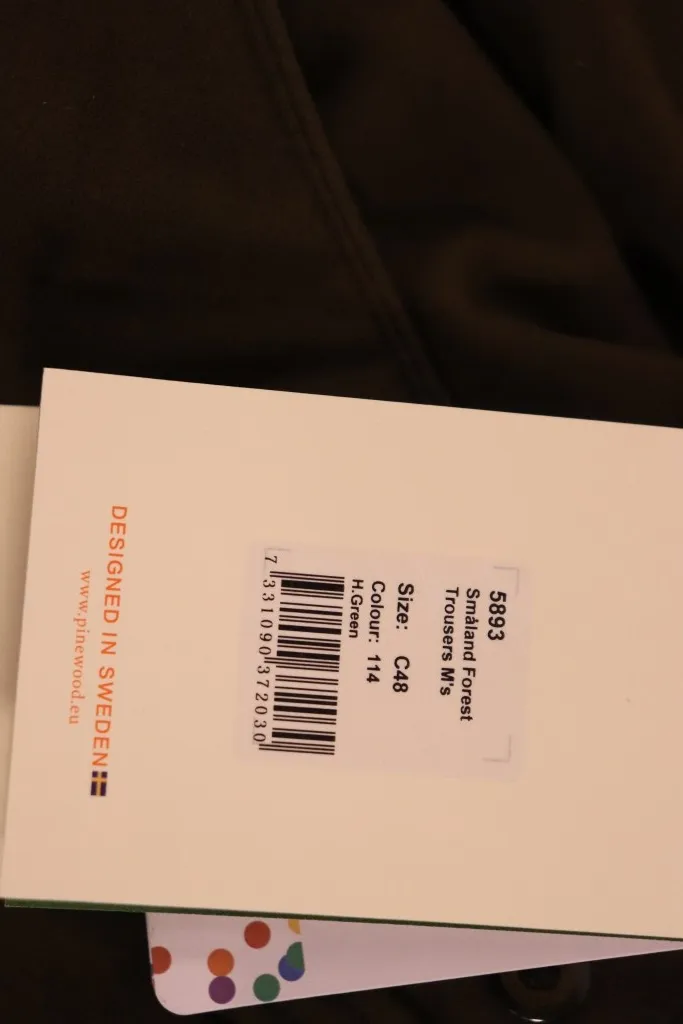 5893
Småland Forest
Trousers M's
Size: C48
Colour: 114
H.Green
7 331090 372030
DESIGNED IN SWEDEN
www.pinewood.eu